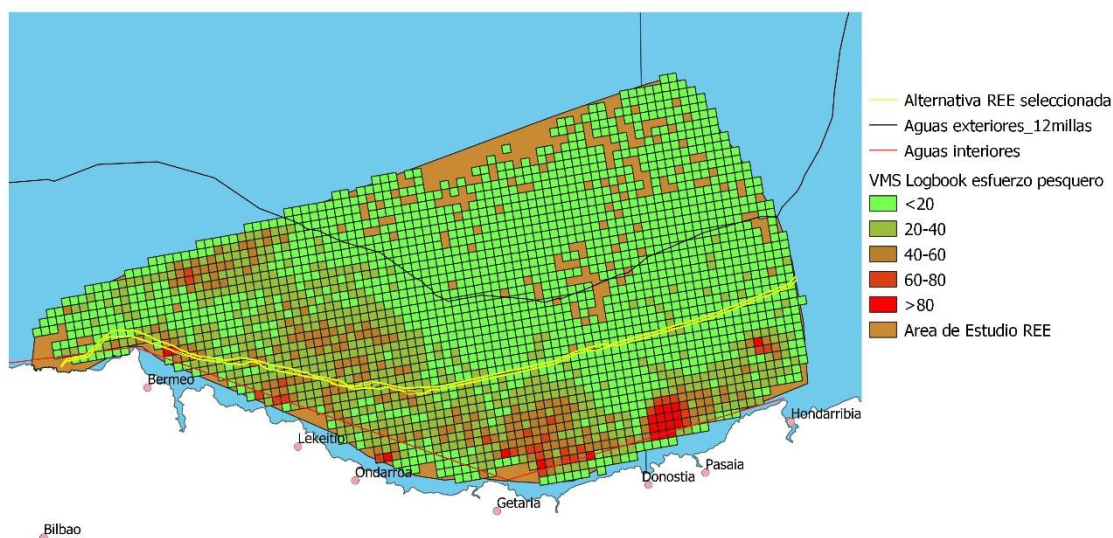 Alternativa REE seleccionada
Aguas exteriores_12millas
Aguas interiores
VMS Logbook esfuerzo pesquero
<20
20-40
40-60
60-80
>80
Area de Estudio REE
Bermeo
Lekeitio
Ondarroa
Getaria
Donostia
Pasaia
Hondarribia
Bilbao